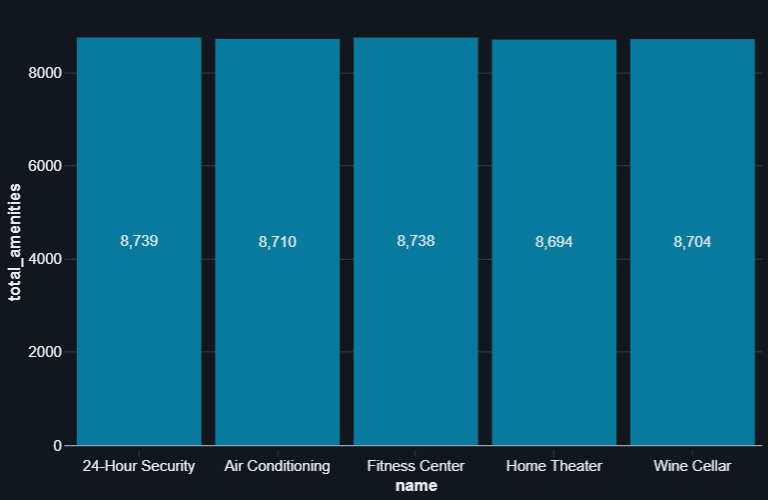 total_amenities
8000
6000
4000
2000
0
8,739
8,710
8,738
8,694
8,704
24-Hour Security
Air Conditioning
Fitness Center
Home Theater
Wine Cellar
name